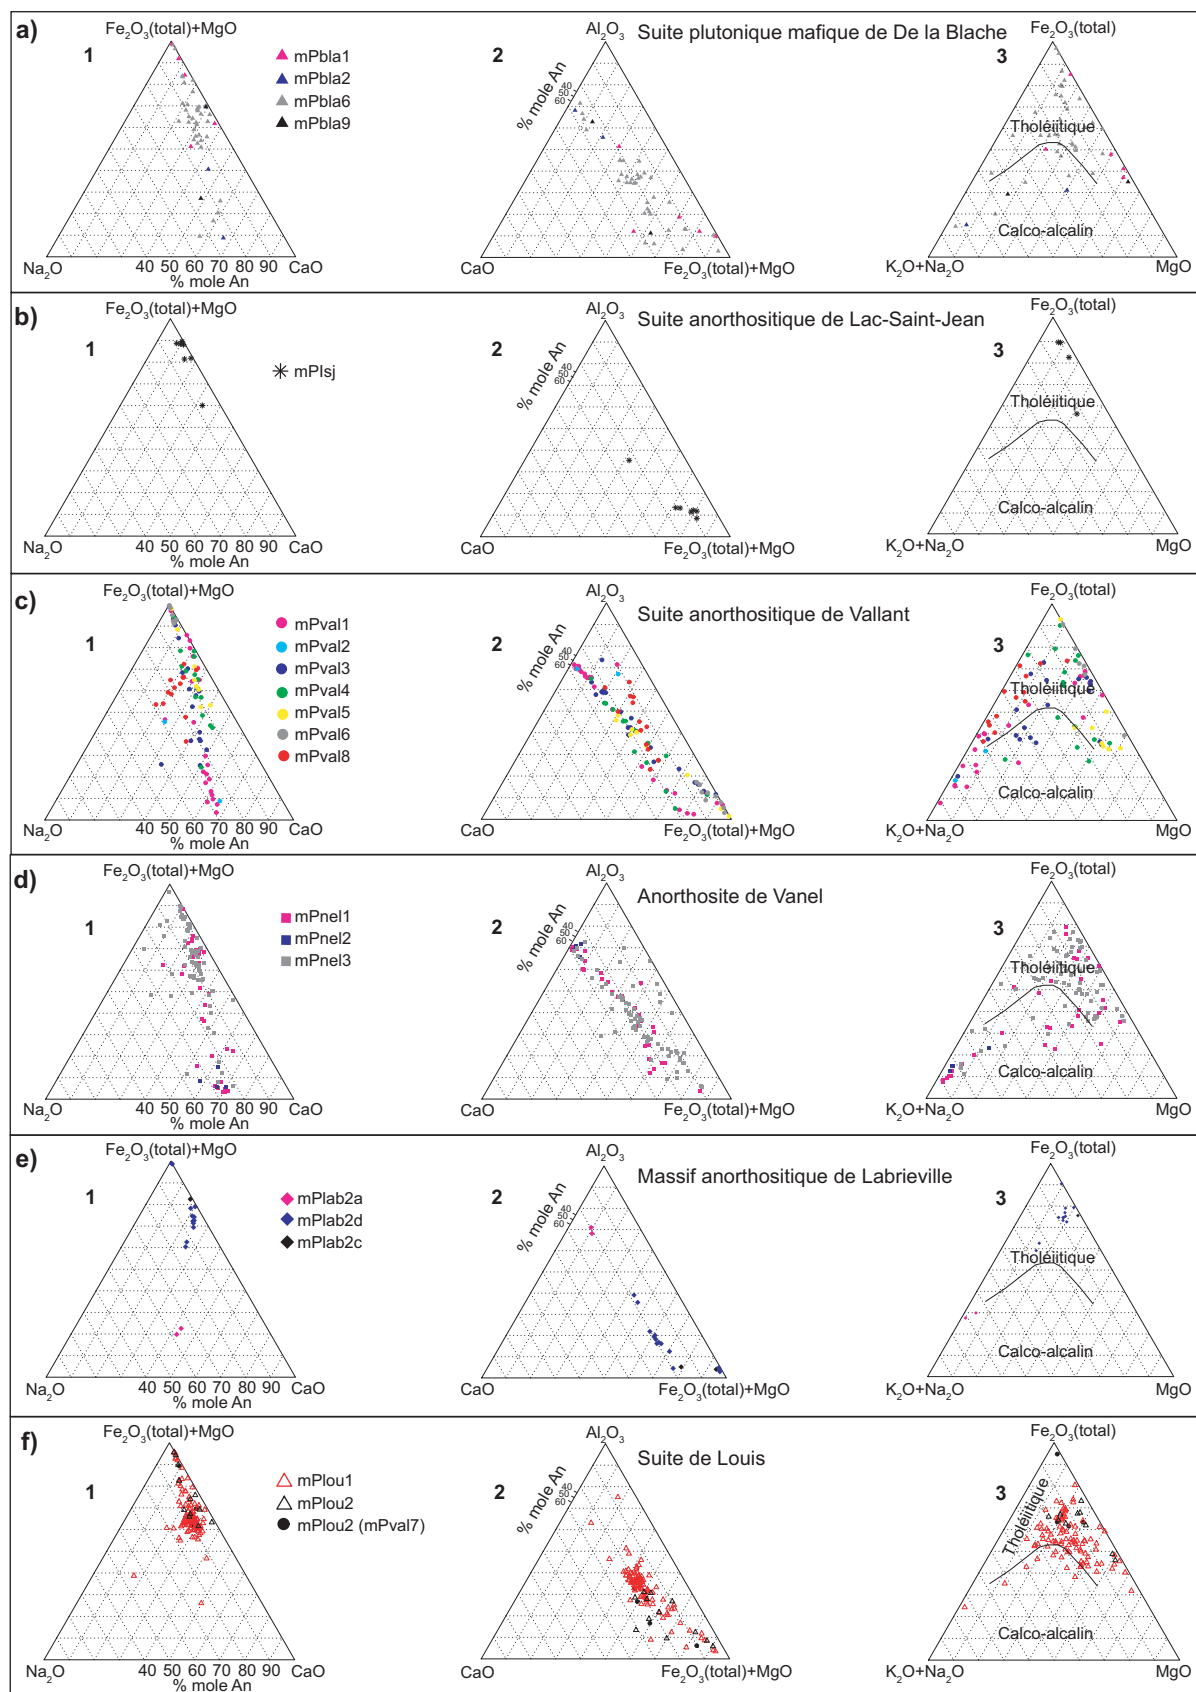 a)
Suite plutonique mafique de De la Blache
1
Fe2O3(total)+MgO
Na2O
CaO
40 50 60 70 80 90
% mole An
mPbla1
mPbla2
mPbla6
mPbla9
2
Al2O3
% mole An
40
50
60
CaO
Fe2O3(total)+MgO
3
Fe2O3(total)
Tholéiitique
Calco-alcalin
K2O+Na2O
MgO
b)
Suite anorthositique de Lac-Saint-Jean
1
Fe2O3(total)+MgO
Na2O
CaO
40 50 60 70 80 90
% mole An
mPlsj
2
Al2O3
% mole An
40
50
60
CaO
Fe2O3(total)+MgO
3
Fe2O3(total)
Tholéiitique
Calco-alcalin
K2O+Na2O
MgO
c)
Suite anorthositique de Vallant
1
Fe2O3(total)+MgO
Na2O
CaO
40 50 60 70 80 90
% mole An
mPval1
mPval2
mPval3
mPval4
mPval5
mPval6
mPval8
2
Al2O3
% mole An
40
50
60
CaO
Fe2O3(total)+MgO
3
Fe2O3(total)
Tholéiitique
Calco-alcalin
K2O+Na2O
MgO
d)
Anorthosite de Vanel
1
Fe2O3(total)+MgO
Na2O
CaO
40 50 60 70 80 90
% mole An
mPnel1
mPnel2
mPnel3
2
Al2O3
% mole An
40
50
60
CaO
Fe2O3(total)+MgO
3
Fe2O3(total)
Tholéiitique
Calco-alcalin
K2O+Na2O
MgO
e)
Massif anorthositique de Labrieville
1
Fe2O3(total)+MgO
Na2O
CaO
40 50 60 70 80 90
% mole An
mPlab2a
mPlab2d
mPlab2c
2
Al2O3
% mole An
40
50
60
CaO
Fe2O3(total)+MgO
3
Fe2O3(total)
Tholéiitique
Calco-alcalin
K2O+Na2O
MgO
f)
Suite de Louis
1
Fe2O3(total)+MgO
Na2O
CaO
40 50 60 70 80 90
% mole An
mPlou1
mPlou2
mPlou2 (mPval7)
2
Al2O3
% mole An
40
50
60
CaO
Fe2O3(total)+MgO
3
Fe2O3(total)
Tholéiitique
Calco-alcalin
K2O+Na2O
MgO